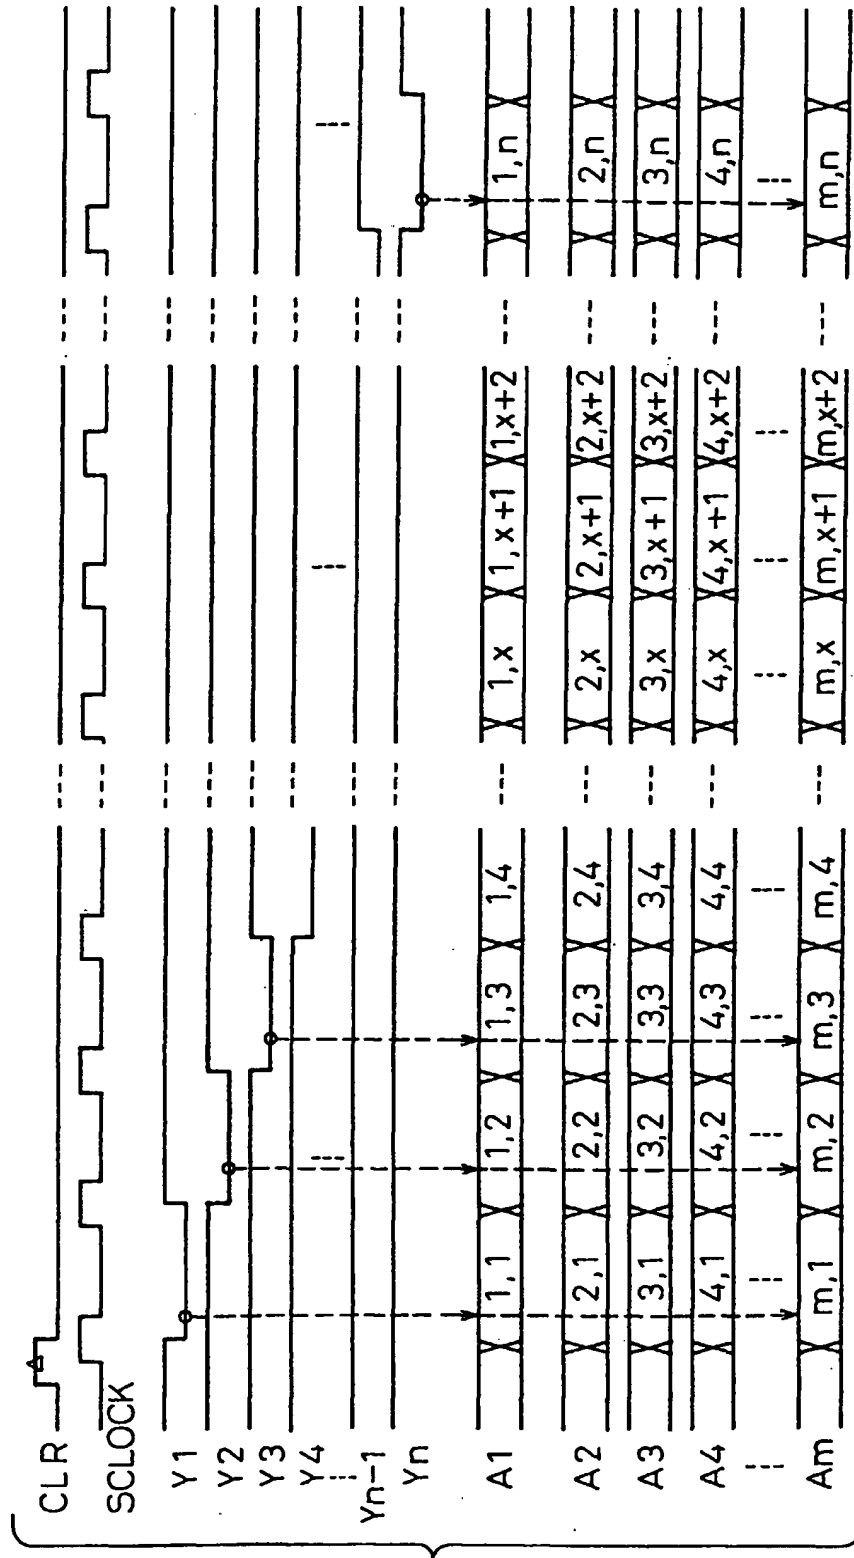 CLR
SCLOCK
Y1
Y2
Y3
Y4
Yn-1
Yn
A1 1,1 1,2 1,3 1,4 1,x 1,x+1 1,x+2 1,n
A2 2,1 2,2 2,3 2,4 2,x 2,x+1 2,x+2 2,n
A3 3,1 3,2 3,3 3,4 3,x 3,x+1 3,x+2 3,n
A4 4,1 4,2 4,3 4,4 4,x 4,x+1 4,x+2 4,n
Am m,1 m,2 m,3 m,4 m,x m,x+1 m,x+2 m,n